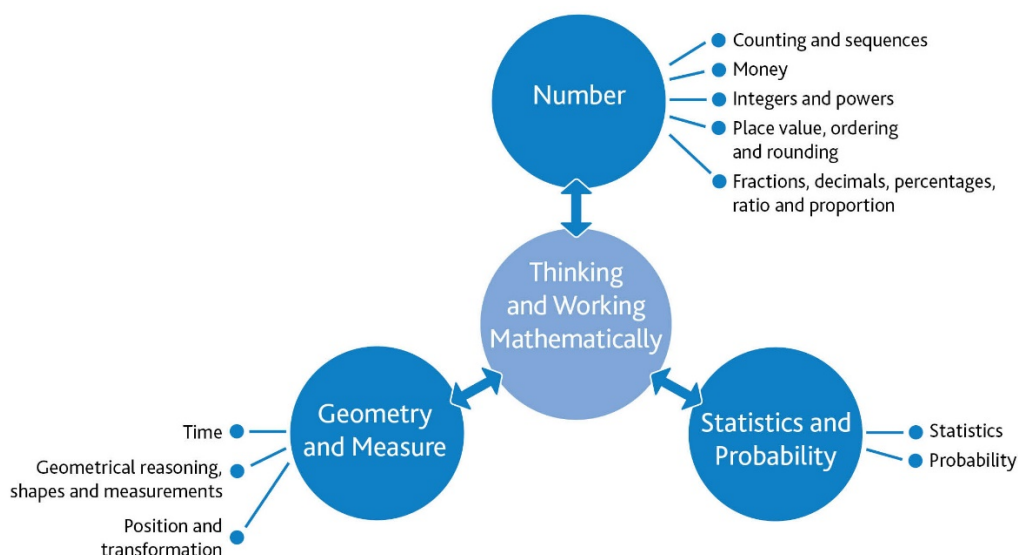 Number
Counting and sequences
Money
Integers and powers
Place value, ordering
and rounding
Fractions, decimals, percentages,
ratio and proportion
Thinking
and Working
Mathematically
Geometry
and Measure
Time
Geometrical reasoning,
shapes and measurements
Position and
transformation
Statistics and
Probability
Statistics
Probability